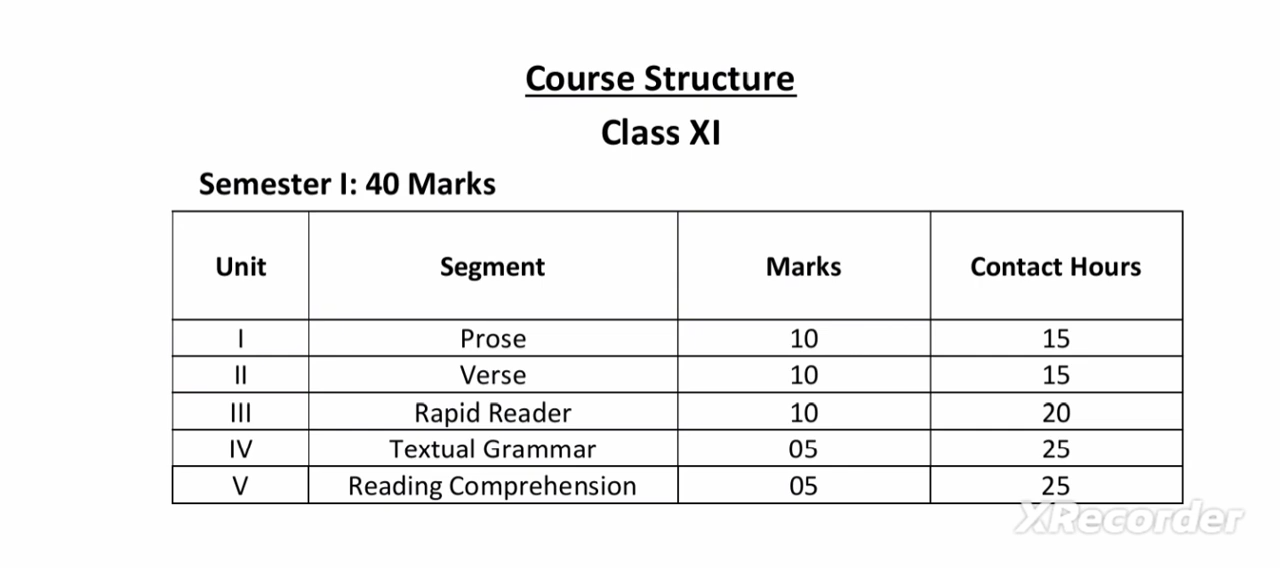 Course Structure
Class XI
Semester I: 40 Marks
Unit Segment Marks Contact Hours
I Prose 10 15
II Verse 10 15
III Rapid Reader 10 20
IV Textual Grammar 05 25
V Reading Comprehension 05 25
XRecorder